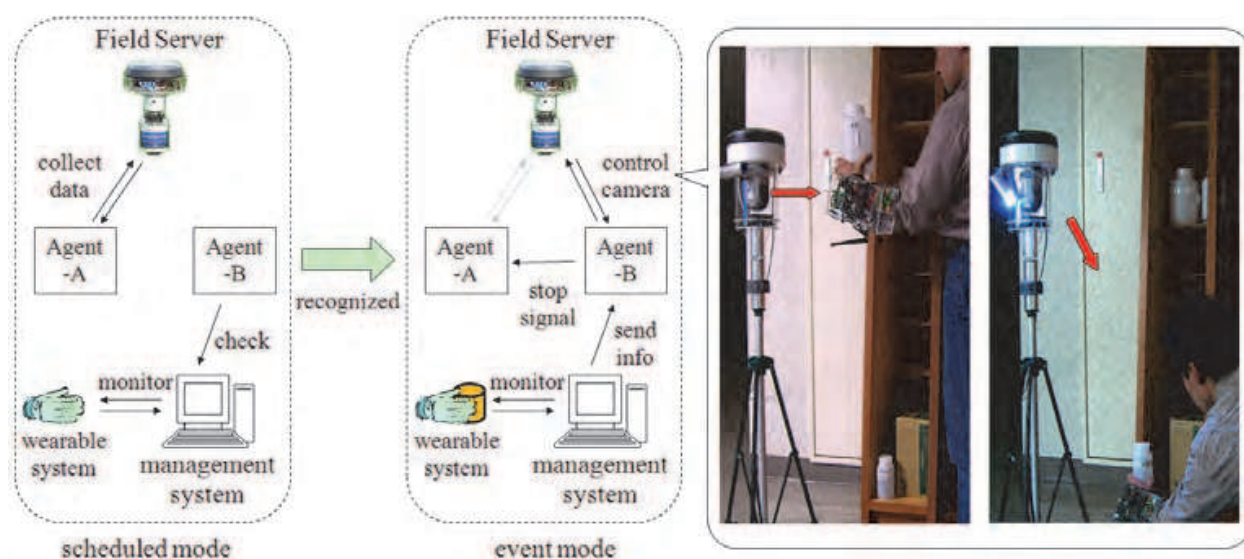 Field Server
collect
data
Agent
-A
Agent
-B
check
monitor
wearable
system
management
system
scheduled mode
recognized
Field Server
control
camera
Agent
-A
Agent
-B
stop
signal
send
info
monitor
wearable
system
management
system
event mode